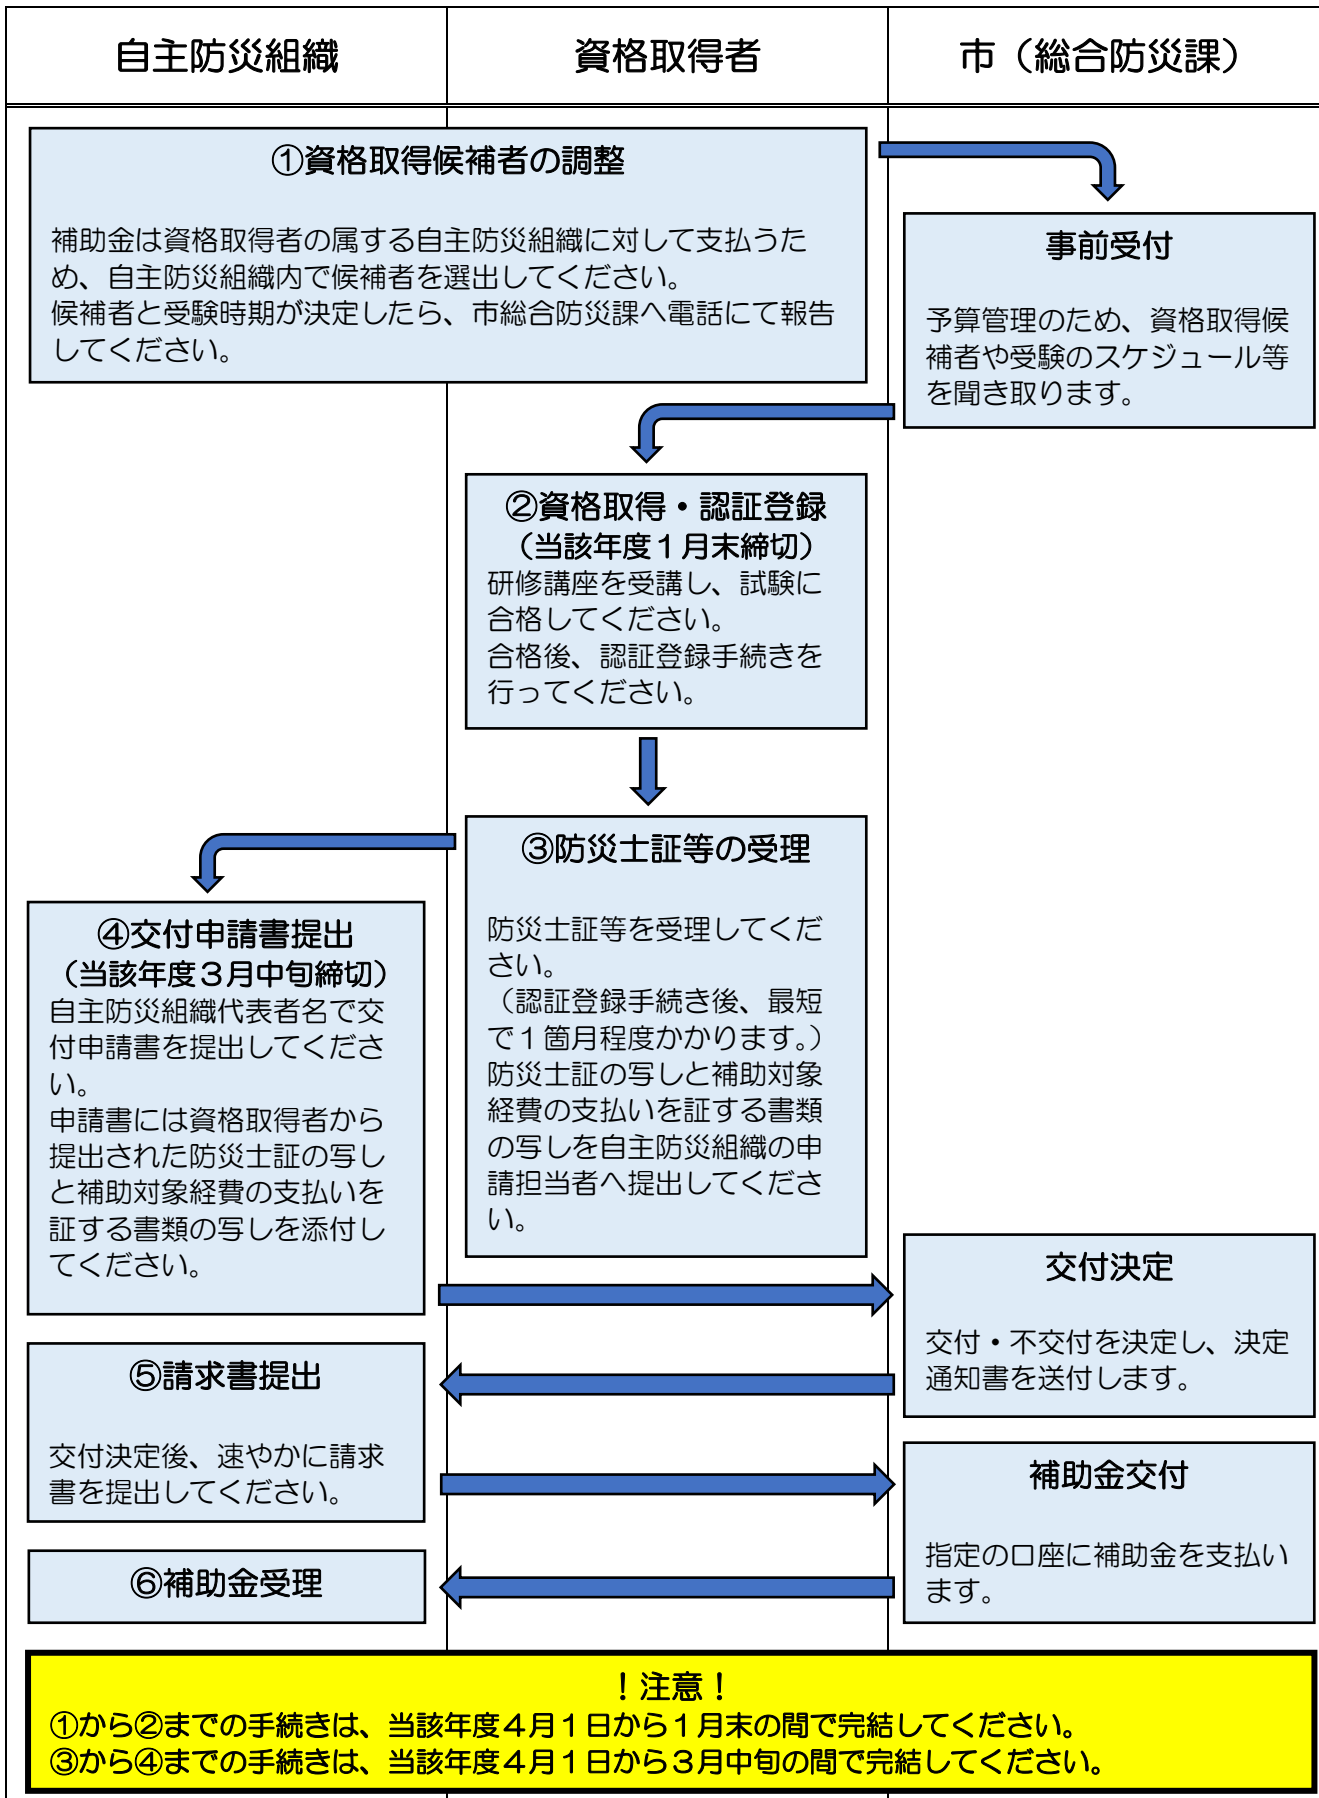 自主防災組織
資格取得者
市（総合防災課）
①資格取得候補者の調整
補助金は資格取得者の属する自主防災組織に対して支払うた
め、自主防災組織内で候補者を選出してください。
候補者と受験時期が決定したら、市総合防災課へ電話にて報告
してください。
事前受付
予算管理のため、資格取得候
補者や受験のスケジュール等
を聞き取ります。
②資格取得・認証登録
（当該年度１月末締切）
研修講座を受講し、試験に
合格してください。
合格後、認証登録手続きを
行ってください。
③防災士証等の受理
防災士証等を受理してくだ
さい。
（認証登録手続き後、最短
で１箇月程度かかります。）
防災士証の写しと補助対象
経費の支払いを証する書類
の写しを自主防災組織の申
請担当者へ提出してくださ
い。
④交付申請書提出
（当該年度３月中旬締切）
自主防災組織代表者名で交
付申請書を提出してくださ
い。
申請書には資格取得者から
提出された防災士証の写し
と補助対象経費の支払いを
証する書類の写しを添付し
てください。
交付決定
交付・不交付を決定し、決定
通知書を送付します。
⑤請求書提出
交付決定後、速やかに請求
書を提出してください。
補助金交付
指定の口座に補助金を支払い
ます。
⑥補助金受理
！注意！
①から②までの手続きは、当該年度４月１日から１月末の間で完結してください。
③から④までの手続きは、当該年度４月１日から３月中旬の間で完結してください。